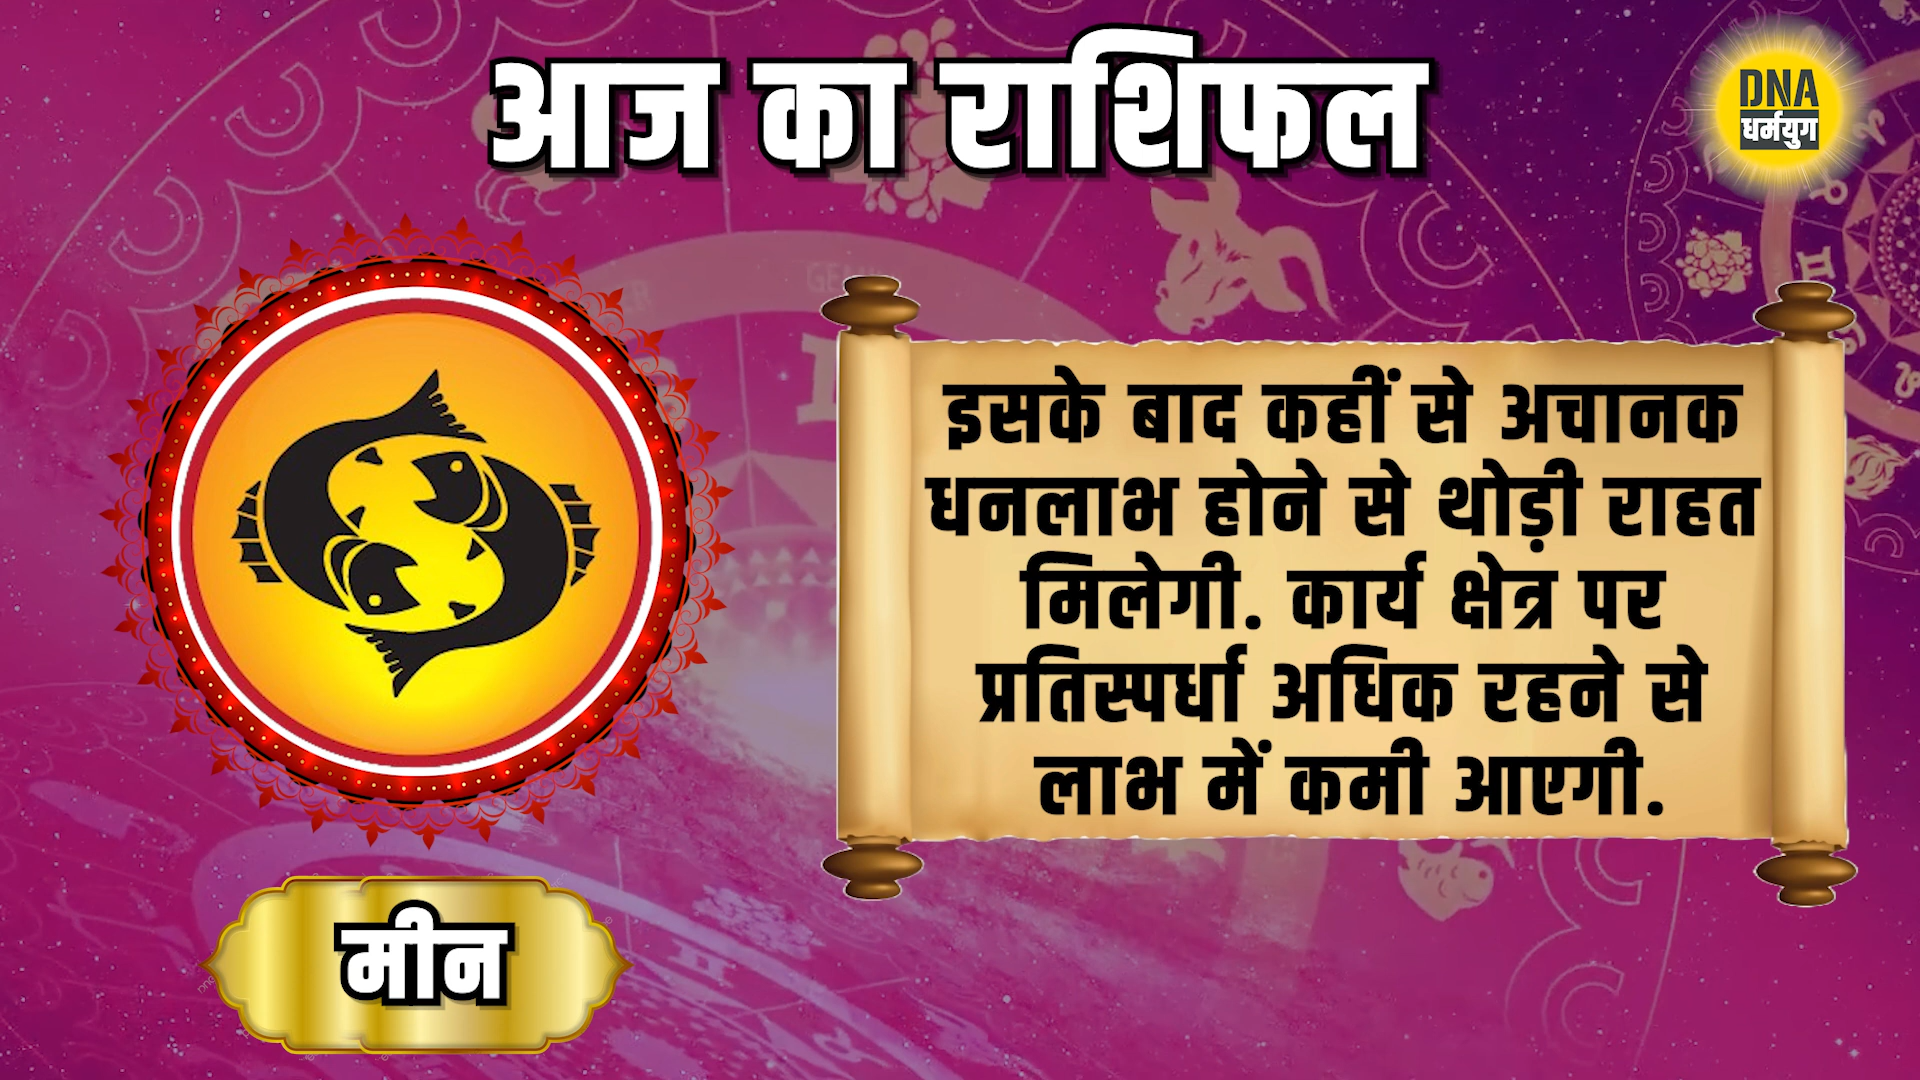 आज का राशिफल
DNA
धर्मयुग
इसके बाद कहीं से अचानक
धनलाभ होने से थोड़ी राहत
मिलेगी. कार्य क्षेत्र पर
प्रतिस्पर्धा अधिक रहने से
लाभ में कमी आएगी.
मीन